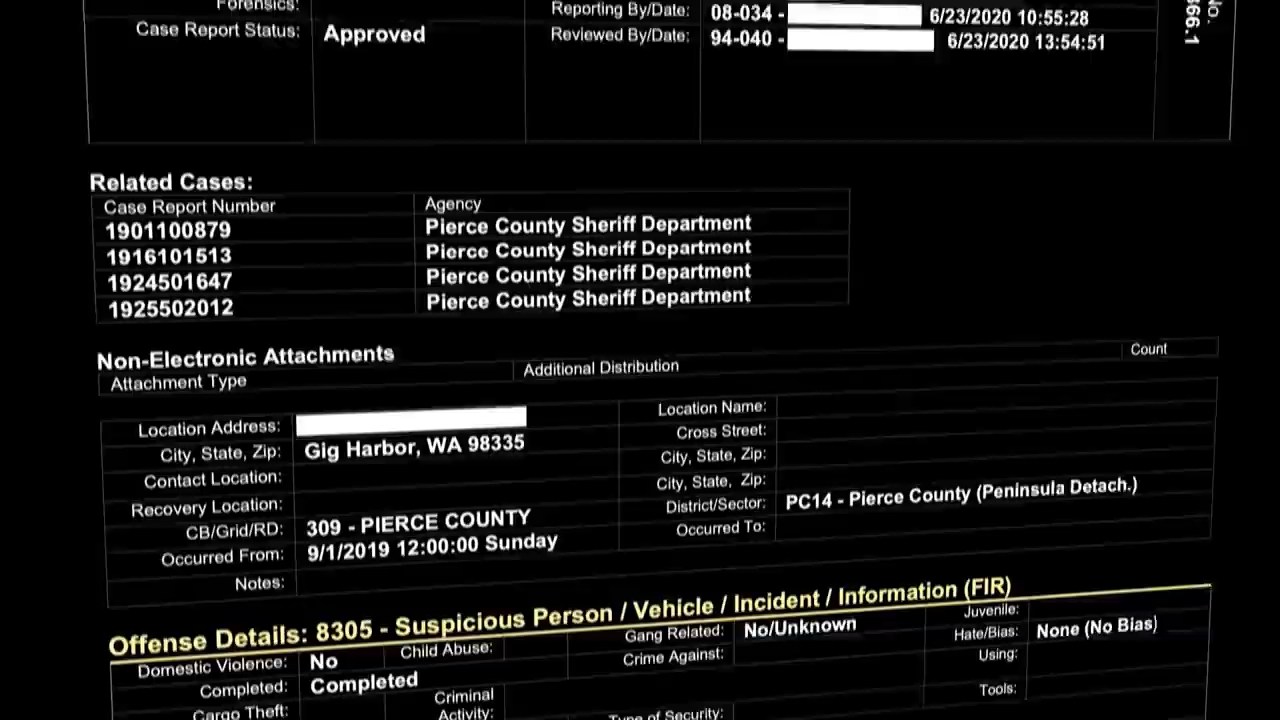 Forensics:
Case Report Status: Approved
Reporting By/Date: 08-034 - 6/23/2020 10:55:28
Reviewed By/Date: 94-040 - 6/23/2020 13:54:51
No.
66.1
Related Cases:
Case Report Number Agency
1901100879 Pierce County Sheriff Department
1916101513 Pierce County Sheriff Department
1924501647 Pierce County Sheriff Department
1925502012 Pierce County Sheriff Department
Non-Electronic Attachments
Attachment Type Additional Distribution Count
Location Address:
City, State, Zip: Gig Harbor, WA 98335
Contact Location:
Recovery Location:
CB/Grid/RD: 309 - PIERCE COUNTY
Occurred From: 9/1/2019 12:00:00 Sunday
Notes:
Location Name:
Cross Street:
City, State, Zip:
City, State, Zip:
District/Sector: PC14 - Pierce County (Peninsula Detach.)
Occurred To:
Offense Details: 8305 - Suspicious Person / Vehicle / Incident / Information (FIR)
Domestic Violence: No Child Abuse: Gang Related: No/Unknown Juvenile:
Completed: Completed Crime Against: Hate/Bias: None (No Bias)
Cargo Theft: Criminal Activity: Type of Security: Using:
Tools: